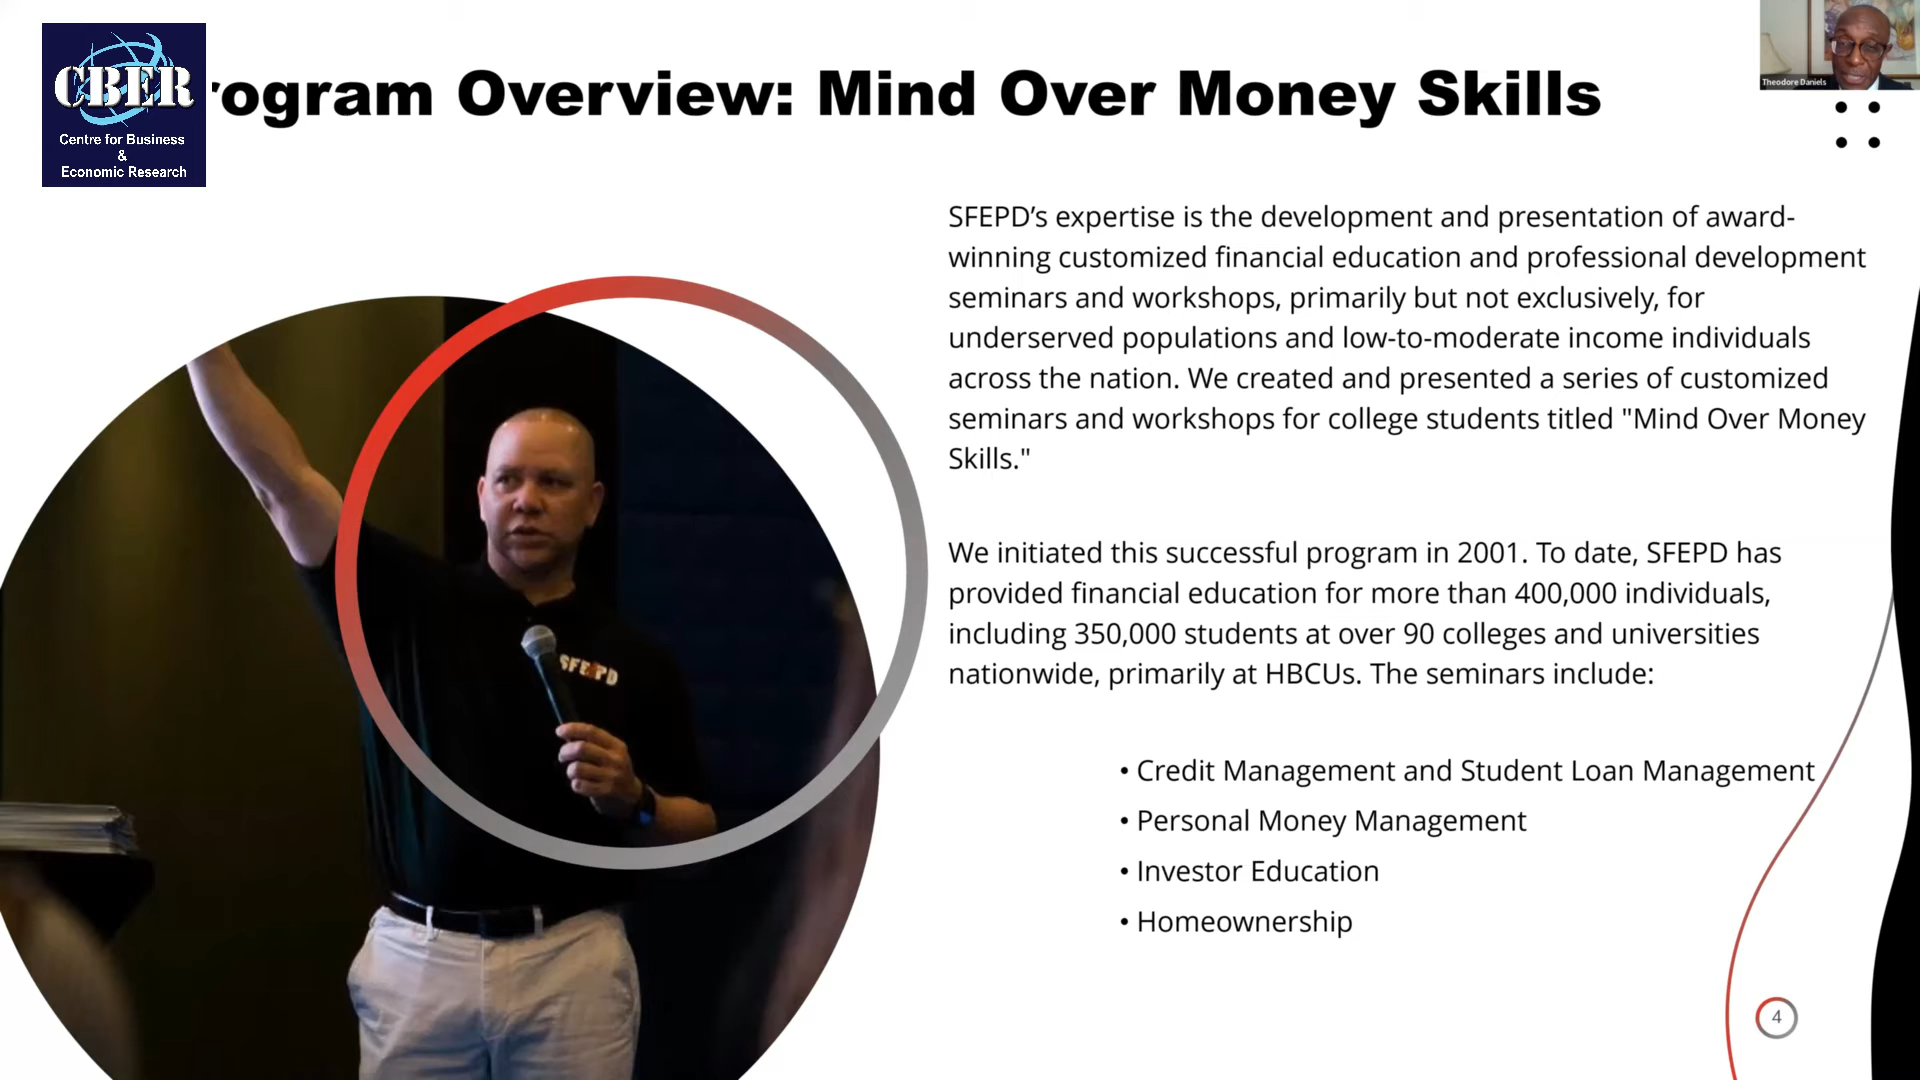 CBER
Centre for Business
&
Economic Research
rogram Overview: Mind Over Money Skills
Theodore Daniels
SFEPD’s expertise is the development and presentation of award-
winning customized financial education and professional development
seminars and workshops, primarily but not exclusively, for
underserved populations and low-to-moderate income individuals
across the nation. We created and presented a series of customized
seminars and workshops for college students titled "Mind Over Money
Skills."
We initiated this successful program in 2001. To date, SFEPD has
provided financial education for more than 400,000 individuals,
including 350,000 students at over 90 colleges and universities
nationwide, primarily at HBCUs. The seminars include:
• Credit Management and Student Loan Management
• Personal Money Management
• Investor Education
• Homeownership
SFEPD
4